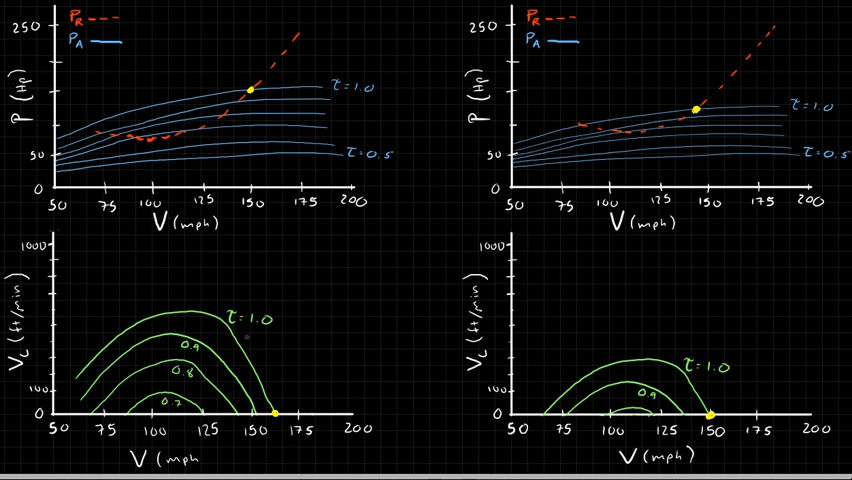 250
P_R
P_A
P (HP)
τ=1.0
50
τ=0.5
0
50 75 100 125 150 175 200
V (mph)
250
P_R
P_A
P (HP)
τ=1.0
50
τ=0.5
0
50 75 100 125 150 175 200
V (mph)
1000
V_c (ft/min)
τ=1.0
0.9
0.8
100
0.7
0
50 75 100 125 150 175 200
V (mph
1000
V_c (ft/min)
τ=1.0
100
0.9
0
50 75 100 125 150 175 200
V (mph)